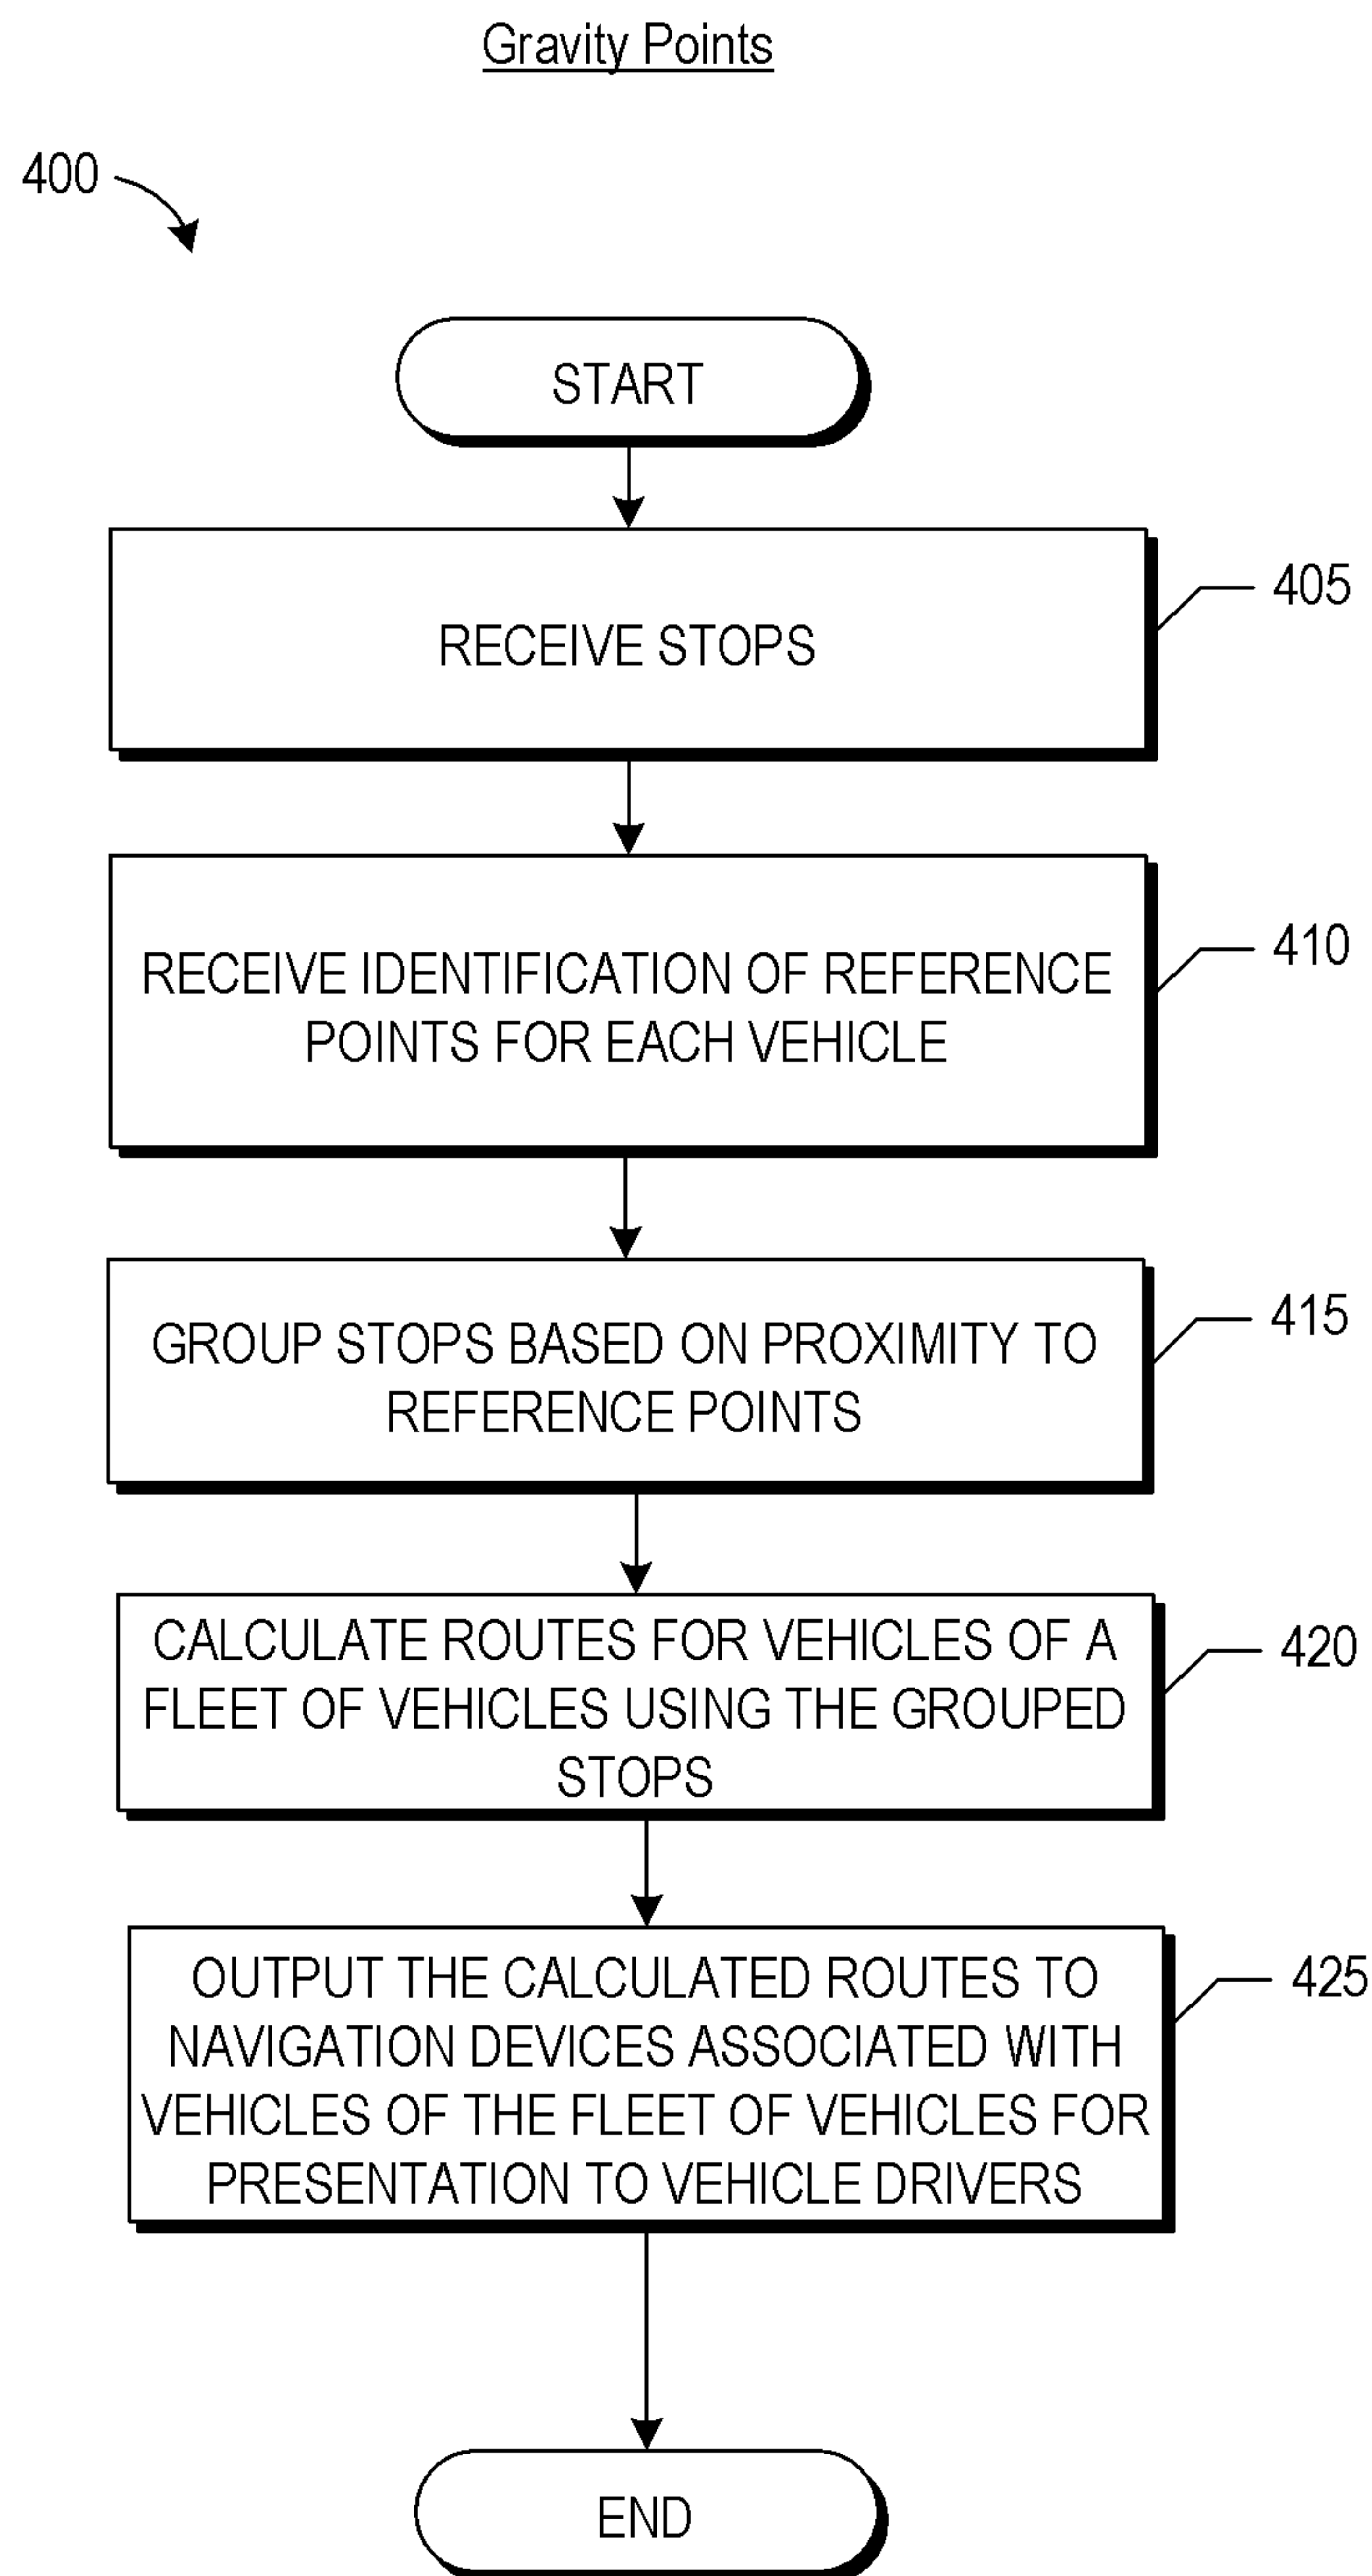 Gravity Points
400
START
RECEIVE STOPS
405
RECEIVE IDENTIFICATION OF REFERENCE
POINTS FOR EACH VEHICLE
410
GROUP STOPS BASED ON PROXIMITY TO
REFERENCE POINTS
415
CALCULATE ROUTES FOR VEHICLES OF A
FLEET OF VEHICLES USING THE GROUPED
STOPS
420
OUTPUT THE CALCULATED ROUTES TO
NAVIGATION DEVICES ASSOCIATED WITH
VEHICLES OF THE FLEET OF VEHICLES FOR
PRESENTATION TO VEHICLE DRIVERS
425
END